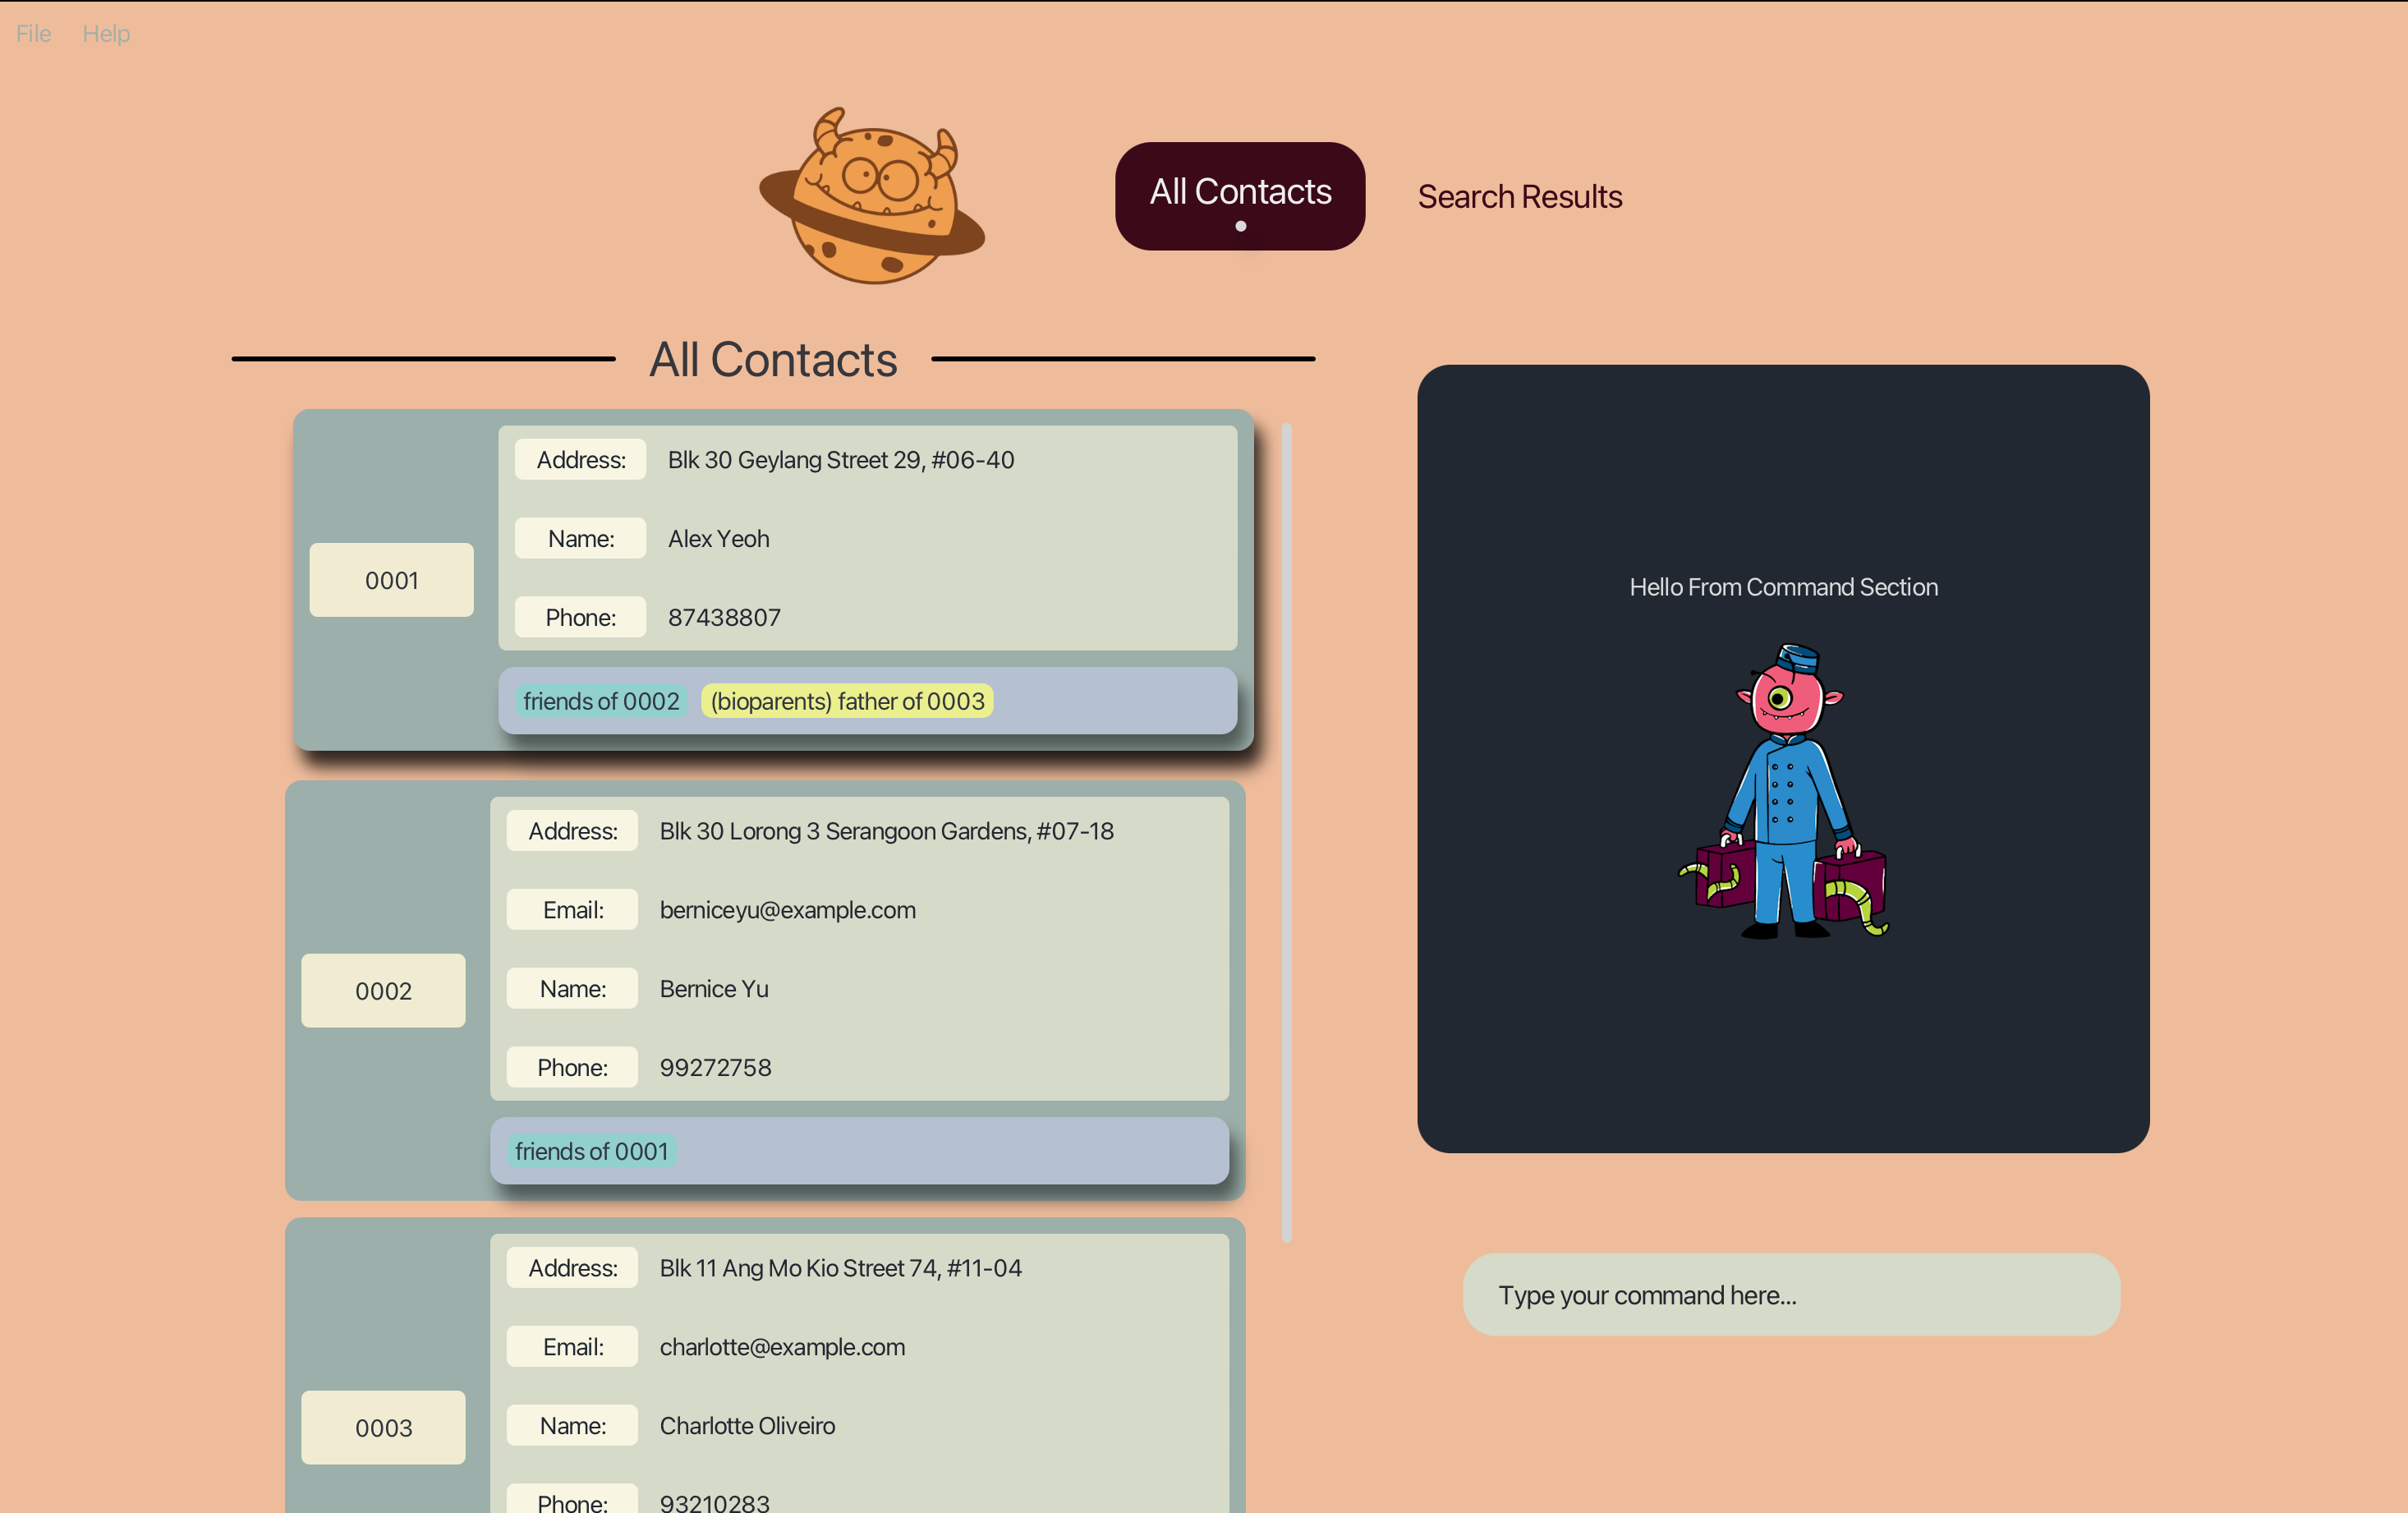 File Help
All Contacts
Search Results
All Contacts
0001
Address: Blk 30 Geylang Street 29, #06-40
Name: Alex Yeoh
Phone: 87438807
friends of 0002 (bioparents) father of 0003
0002
Address: Blk 30 Lorong 3 Serangoon Gardens, #07-18
Email: berniceyu@example.com
Name: Bernice Yu
Phone: 99272758
friends of 0001
0003
Address: Blk 11 Ang Mo Kio Street 74, #11-04
Email: charlotte@example.com
Name: Charlotte Oliveiro
Phone: 93210283
Hello From Command Section
Type your command here...